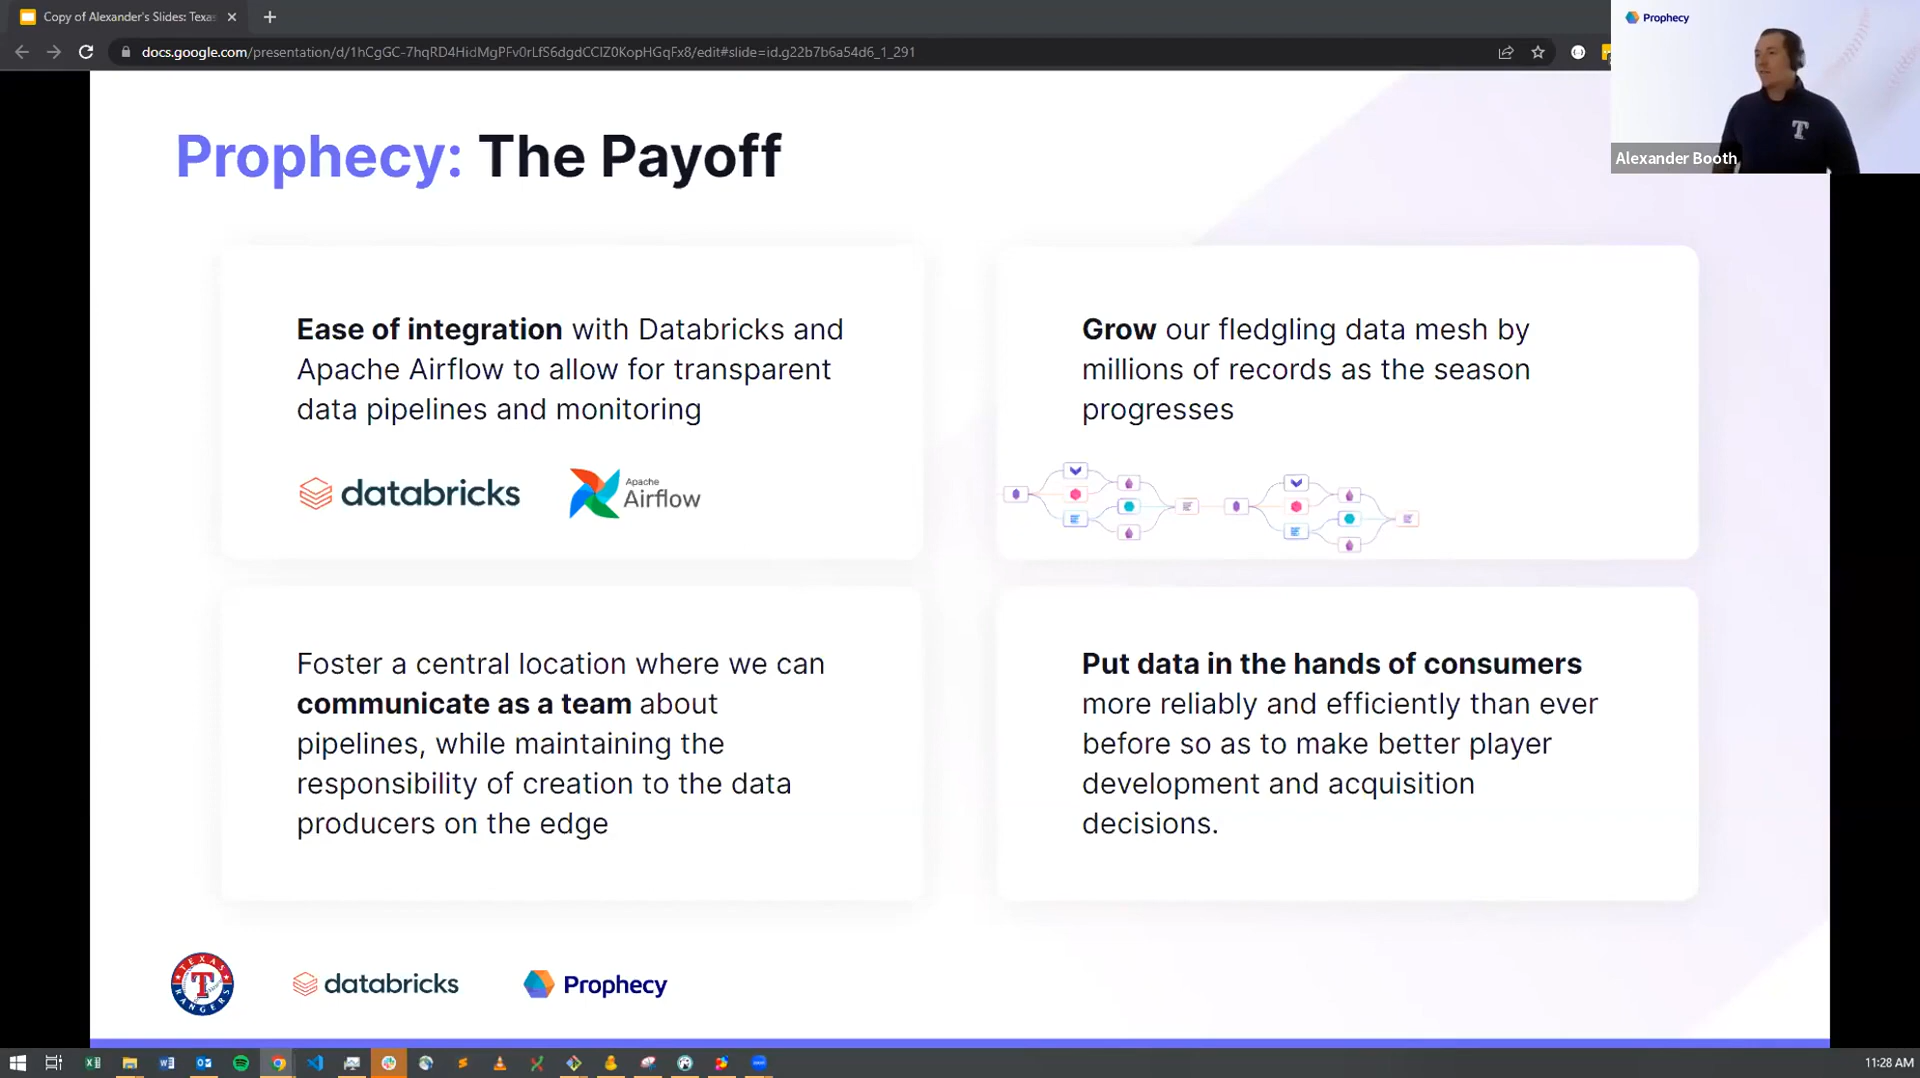 Copy of Alexander's Slides: Texas
docs.google.com/presentation/d/1hCgGC-7hqRD4HidMgPFv0rLfS6dgdCClZ0KopHGqFx8/edit#slide=id.g22b7b6a54d6_1_291
Prophecy
T
Alexander Booth
Prophecy: The Payoff
Ease of integration with Databricks and
Apache Airflow to allow for transparent
data pipelines and monitoring
databricks
Apache
Airflow
Grow our fledgling data mesh by
millions of records as the season
progresses
Foster a central location where we can
communicate as a team about
pipelines, while maintaining the
responsibility of creation to the data
producers on the edge
Put data in the hands of consumers
more reliably and efficiently than ever
before so as to make better player
development and acquisition
decisions.
TEXAS
T
RANGERS
databricks
Prophecy
11:28 AM